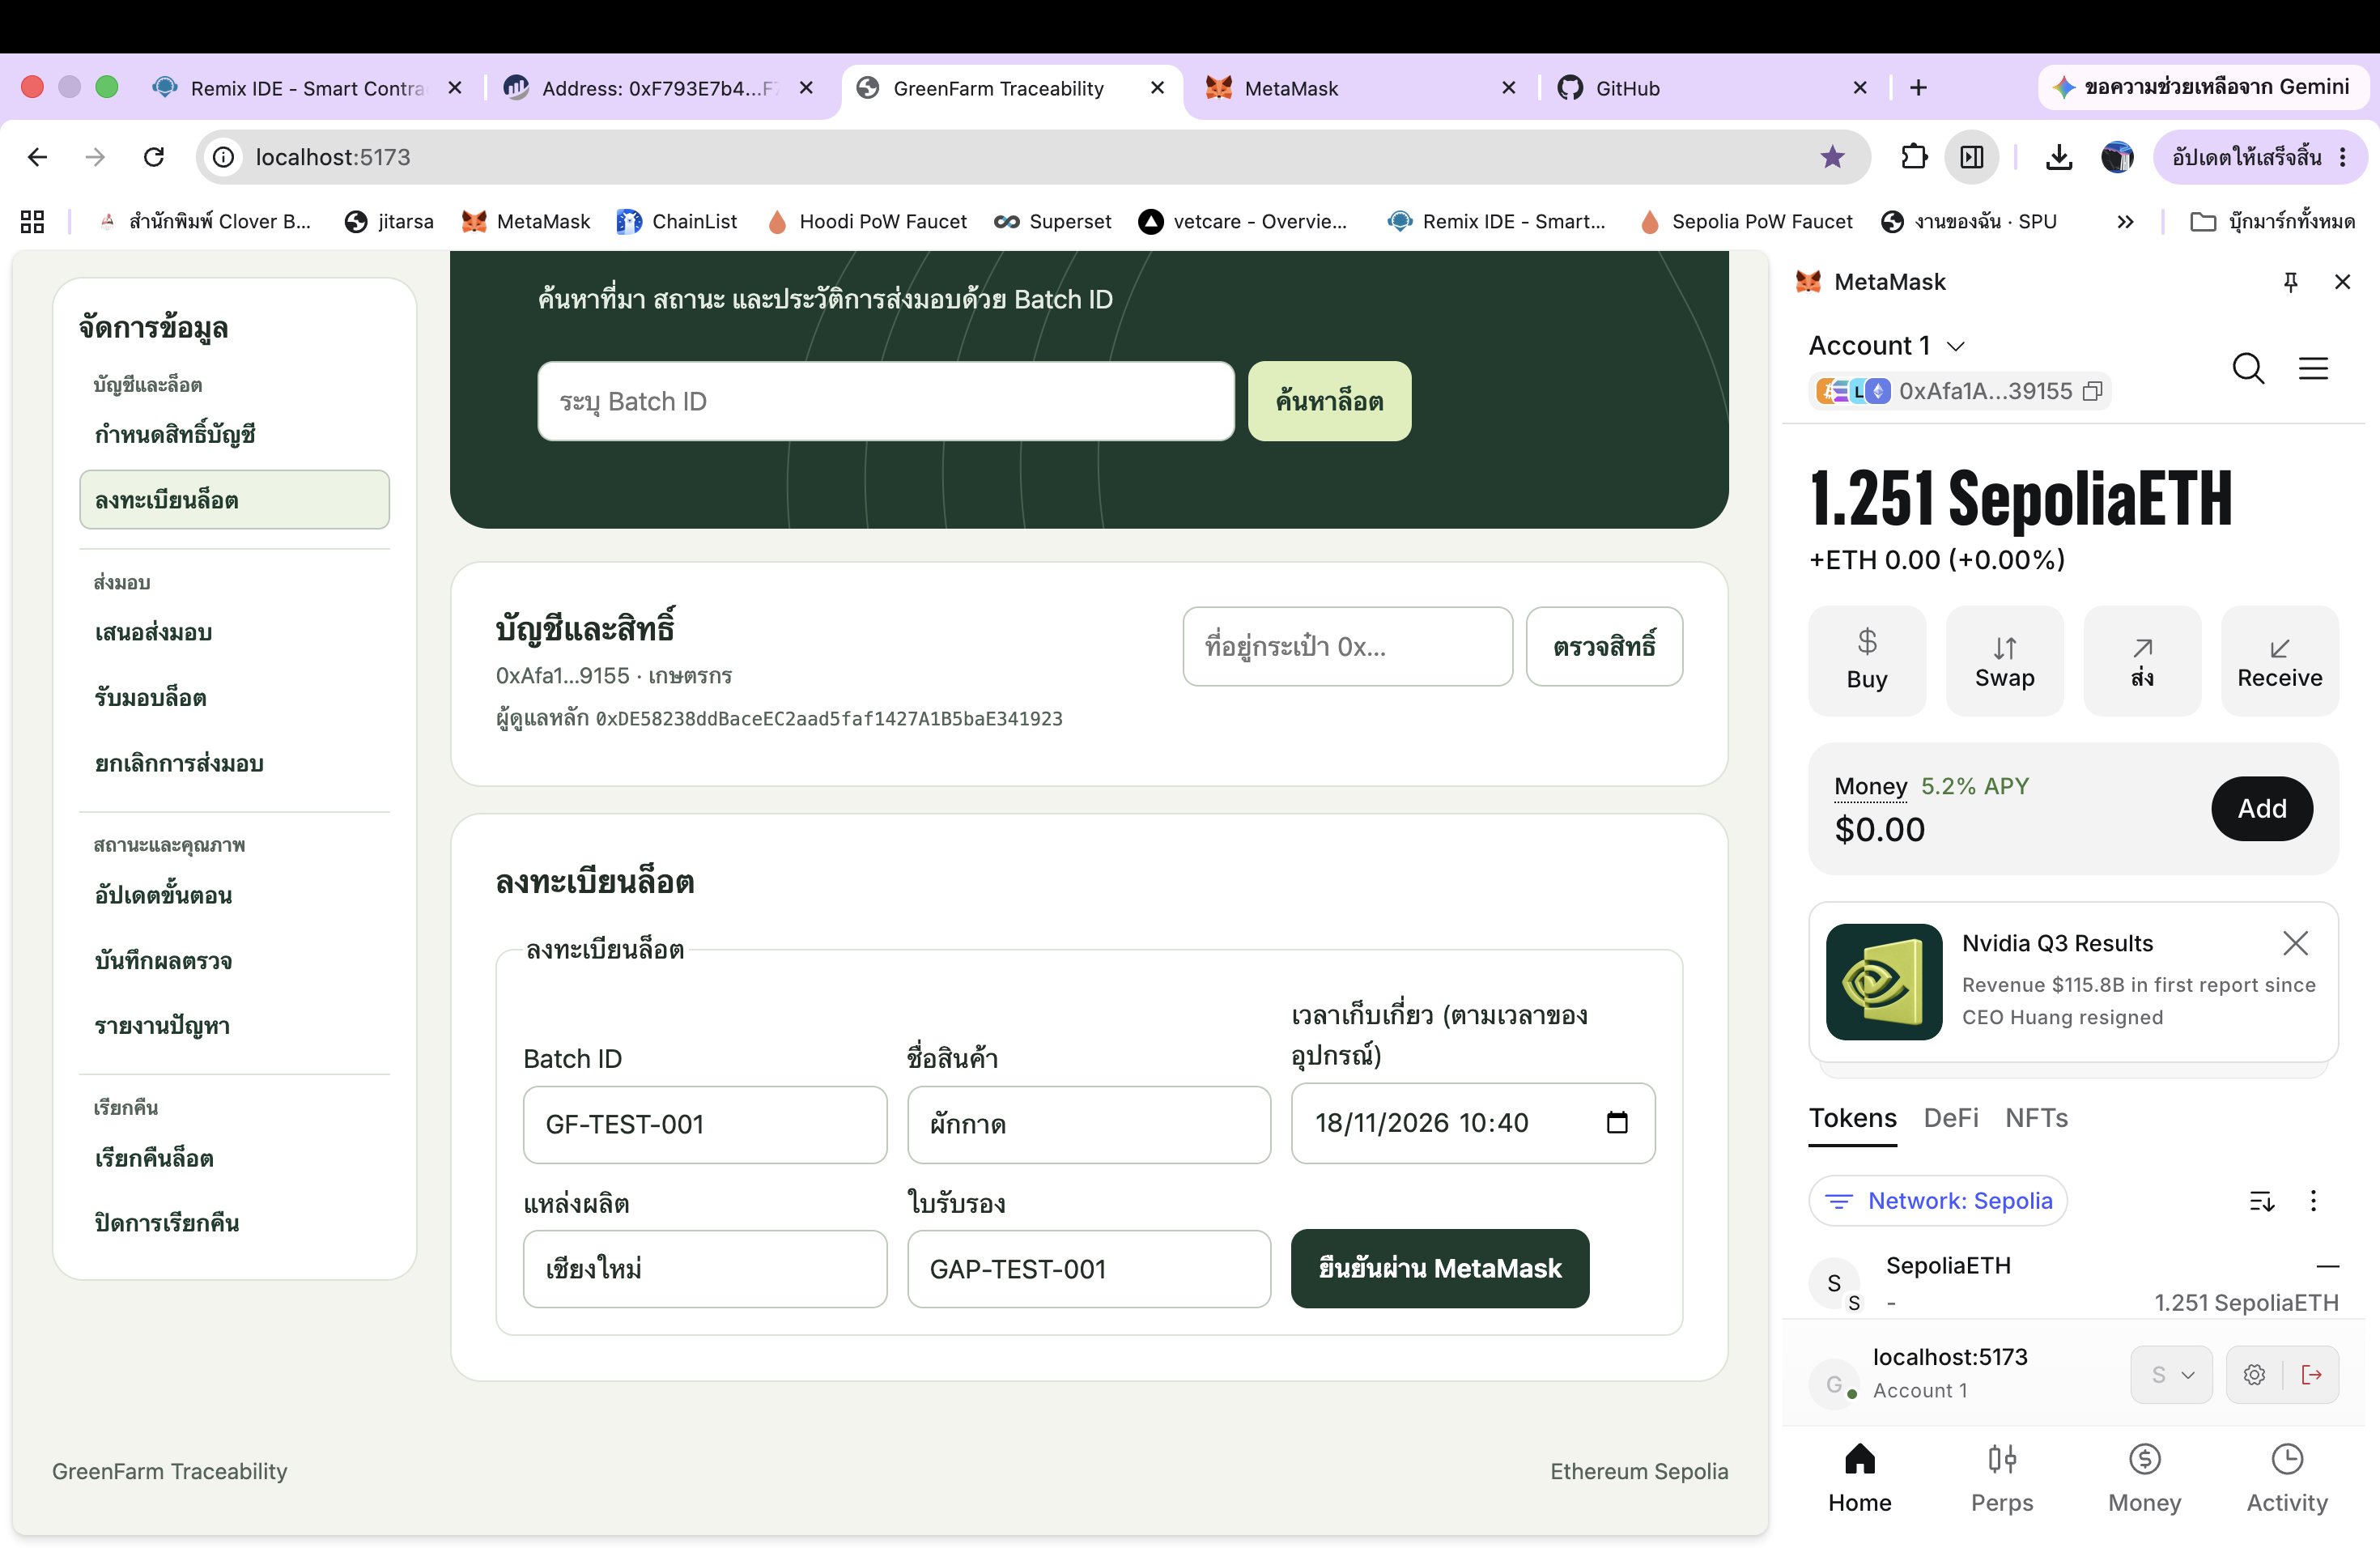 Remix IDE - Smart Contra
Address: 0xF793E7b4...F
GreenFarm Traceability
MetaMask
GitHub
ขอความช่วยเหลือจาก Gemini
localhost:5173
อัปเดตให้เสร็จสิ้น
สำนักพิมพ์ Clover B...
jitarsa
MetaMask
ChainList
Hoodi PoW Faucet
Superset
vetcare - Overvie...
Remix IDE - Smart...
Sepolia PoW Faucet
งานของฉัน · SPU
บุ๊กมาร์กทั้งหมด
จัดการข้อมูล
บัญชีและล็อต
กำหนดสิทธิ์บัญชี
ลงทะเบียนล็อต
ส่งมอบ
เสนอส่งมอบ
รับมอบล็อต
ยกเลิกการส่งมอบ
สถานะและคุณภาพ
อัปเดตขั้นตอน
บันทึกผลตรวจ
รายงานปัญหา
เรียกคืน
เรียกคืนล็อต
ปิดการเรียกคืน
ค้นหาที่มา สถานะ และประวัติการส่งมอบด้วย Batch ID
ระบุ Batch ID
ค้นหาล็อต
บัญชีและสิทธิ์
0xAfa1...9155 · เกษตรกร
ผู้ดูแลหลัก 0xDE58238ddBaceEC2aad5faf1427A1B5baE341923
ที่อยู่กระเป๋า 0x...
ตรวจสิทธิ์
ลงทะเบียนล็อต
ลงทะเบียนล็อต
Batch ID
GF-TEST-001
ชื่อสินค้า
ผักกาด
เวลาเก็บเกี่ยว (ตามเวลาของ
อุปกรณ์)
18/11/2026 10:40
แหล่งผลิต
เชียงใหม่
ใบรับรอง
GAP-TEST-001
ยืนยันผ่าน MetaMask
GreenFarm Traceability
Ethereum Sepolia
MetaMask
Account 1
L
0xAfa1A...39155
1.251 SepoliaETH
+ETH 0.00 (+0.00%)
Buy
Swap
ส่ง
Receive
Money 5.2% APY
$0.00
Add
Nvidia Q3 Results
Revenue $115.8B in first report since
CEO Huang resigned
Tokens
DeFi
NFTs
Network: Sepolia
S
S
SepoliaETH
—
-
1.251 SepoliaETH
G
localhost:5173
Account 1
S
Home
Perps
Money
Activity